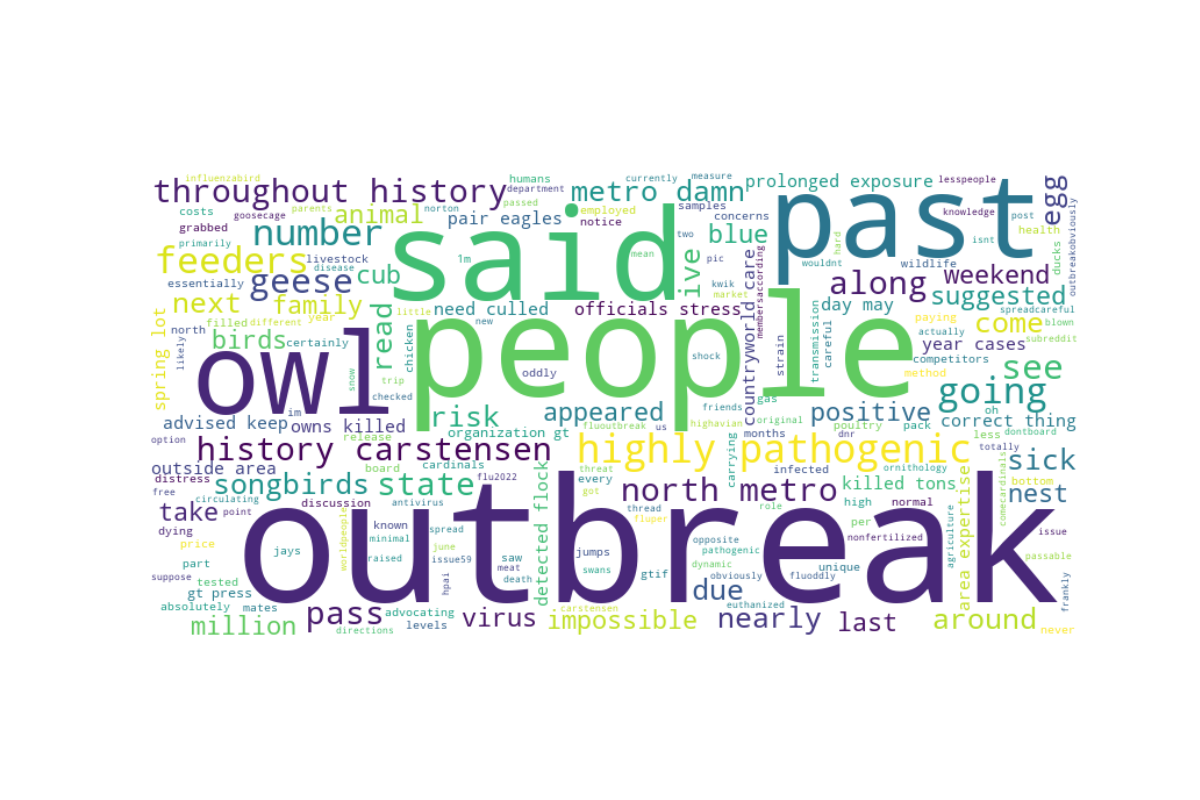 influenzabird
humans
currently
measure
lesspeople
throughout history
department
metro damn
prolonged exposure
egg
parents
passed
costs
goosecage
norton
employed
samples
knowledge
post
grabbed
animal
pair eagles
notice
concerns
isnt
health
number
said
past
two
blue
hard
ducks
primarily
livestock
1m
mean
pic
wouldnt
wildlife
outbreakobviously
feeders
disease
essentially
geese
cub
live
kwik
market
countryworld care
membersaccording
along
weekend
next
family
read
little
need culled
officials stress
day may
suggested
spreadcareful
north
filled
different
year
new
people
transmission
careful
paying
come
blown
spring lot
likely
birds
certainly
chicken
actually
year cases
subreddit
owl
shock
strain
competitors
see
snow
trip
oddly
method
checked
friends
gas
going
im
risk
appeared
original
positive
oh
correct thing
advised keep
owns killed
fluoutbreak
us
highavian
poultry
pack
less
dontboard
option
release
organization gt
months
dnr
totally
history carstensen
highly pathogenic
carrying
sick
outside area
board
cardinals
threat
infected
ornithology
distress
songbirds
state
flu2022
detected flock
every
north metro
killed tons
area expertise
bottom
comecardinals
free
got
nest
circulating
discussion
antivirus
thread
role
high
normal
take
point
fluper
per
outbreak
dying
known
spread
nonfertilized
issue
worldpeople
minimal
opposite
price
jays
june
saw
jumps
pathogenic
agriculture
part
raised
issue59
meat
dynamic
obviously
fluoddly
unique
passable
suppose
tested
hpai
death
swans
gtif
due
frankly
gt press
mates
absolutely
pass
advocating
carstensen
euthanized
million
directions
levels
virus
impossible
nearly
last
around
never